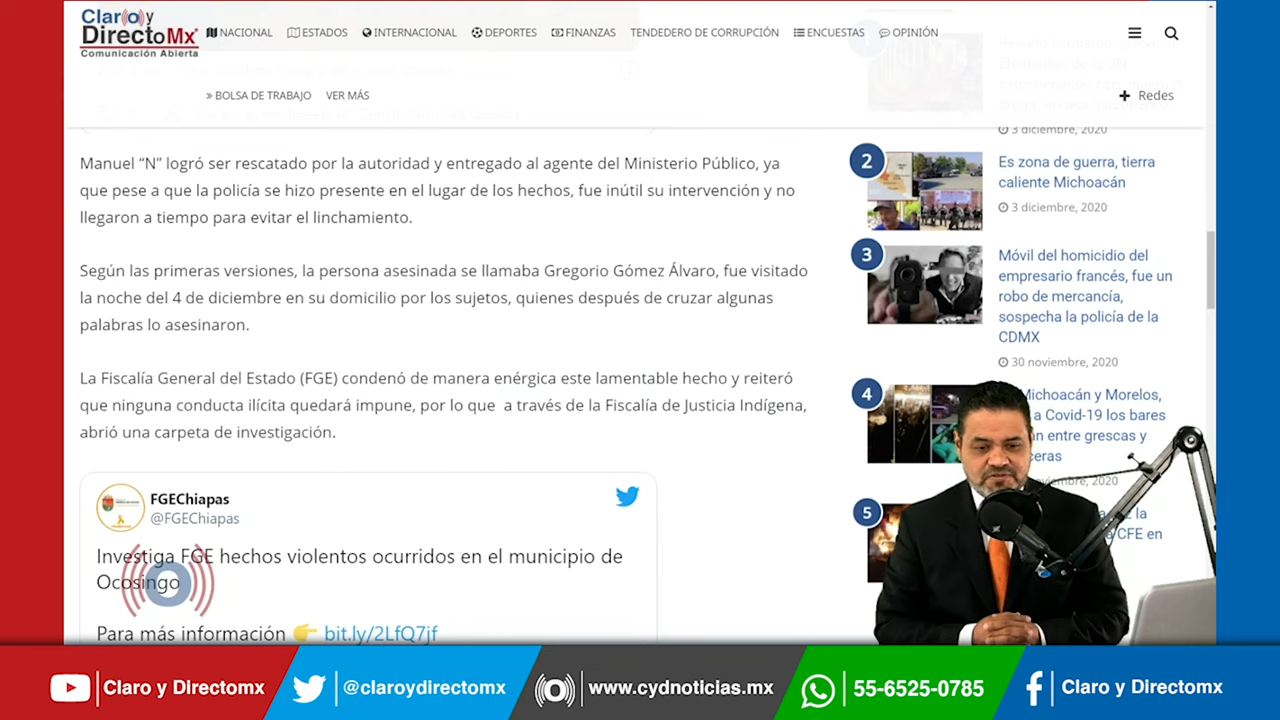 Claro y
DirectoMx
Comunicación Abierta
NACIONAL
ESTADOS
INTERNACIONAL
DEPORTES
FINANZAS
TENDEDERO DE CORRUPCIÓN
ENCUESTAS
OPINIÓN
» BOLSA DE TRABAJO
VER MÁS
+ Redes
Manuel “N” logró ser rescatado por la autoridad y entregado al agente del Ministerio Público, ya
que pese a que la policía se hizo presente en el lugar de los hechos, fue inútil su intervención y no
llegaron a tiempo para evitar el linchamiento.
Según las primeras versiones, la persona asesinada se llamaba Gregorio Gómez Álvaro, fue visitado
la noche del 4 de diciembre en su domicilio por los sujetos, quienes después de cruzar algunas
palabras lo asesinaron.
La Fiscalía General del Estado (FGE) condenó de manera enérgica este lamentable hecho y reiteró
que ninguna conducta ilícita quedará impune, por lo que a través de la Fiscalía de Justicia Indígena,
abrió una carpeta de investigación.
FGEChiapas
@FGEChiapas
Investiga FGE hechos violentos ocurridos en el municipio de
Ocosingo
Para más información 👉 bit.ly/2LfQ7jf
3 diciembre, 2020
2
Es zona de guerra, tierra
caliente Michoacán
3 diciembre, 2020
3
Móvil del homicidio del
empresario francés, fue un
robo de mercancía,
sospecha la policía de la
CDMX
30 noviembre, 2020
4
Michoacán y Morelos,
a Covid-19 los bares
n entre grescas y
ceras
viembre, 2020
5
la
a CFE en
Claro y Directomx
@claroydirectomx
www.cydnoticias.mx
55-6525-0785
Claro y Directomx